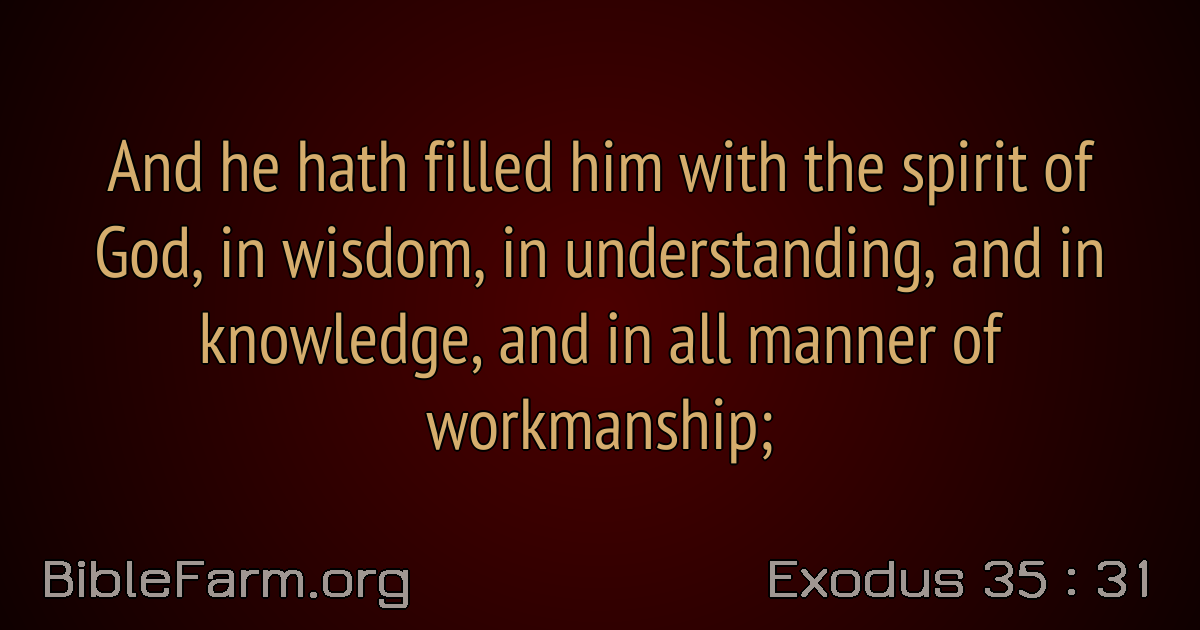 And he hath filled him with the spirit of
God, in wisdom, in understanding, and in
knowledge, and in all manner of
workmanship;
BibleFarm.org
Exodus 35 : 31